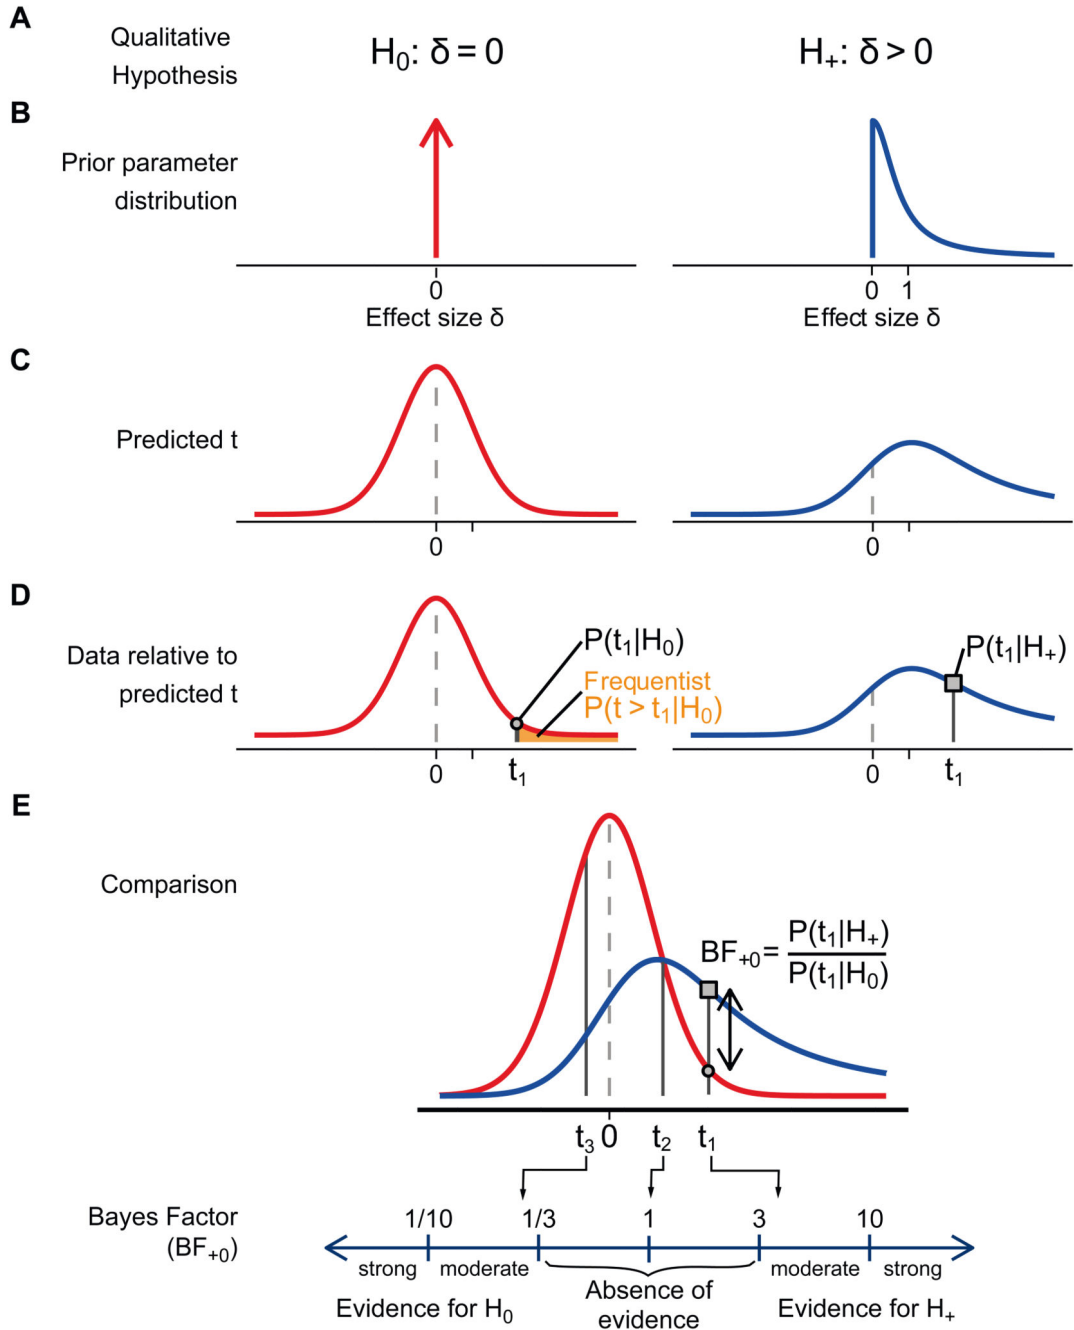 A
Qualitative
Hypothesis
H₀: δ = 0
H₊: δ > 0
B
Prior parameter
distribution
0
Effect size δ
0 1
Effect size δ
C
Predicted t
0
0
D
Data relative to
predicted t
P(t₁|H₀)
Frequentist
P(t > t₁|H₀)
0 t₁
P(t₁|H₊)
0 t₁
E
Comparison
BF₊₀= P(t₁|H₊)
P(t₁|H₀)
t₃ 0 t₂ t₁
Bayes Factor
(BF₊₀)
1/10 1/3 1 3 10
strong moderate moderate strong
Absence of
evidence
Evidence for H₀
Evidence for H₊